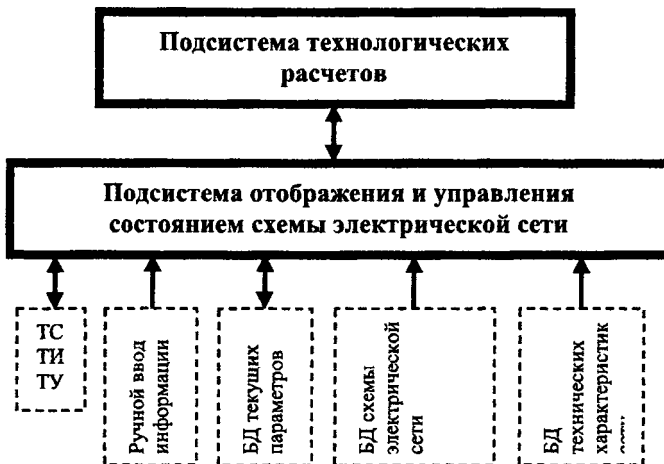 Подсистема технологических
расчетов
Подсистема отображения и управления
состоянием схемы электрической сети
ТС
ТИ
ТУ
Ручной ввод
информации
БД текущих
параметров
БД схемы
электрической
сети
БД
технических
характеристик